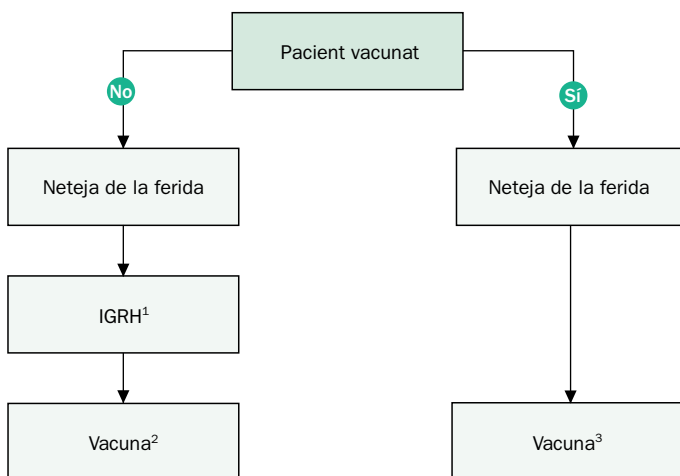 Pacient vacunat
No
Sí
Neteja de la ferida
Neteja de la ferida
IGRH¹
Vacuna²
Vacuna³